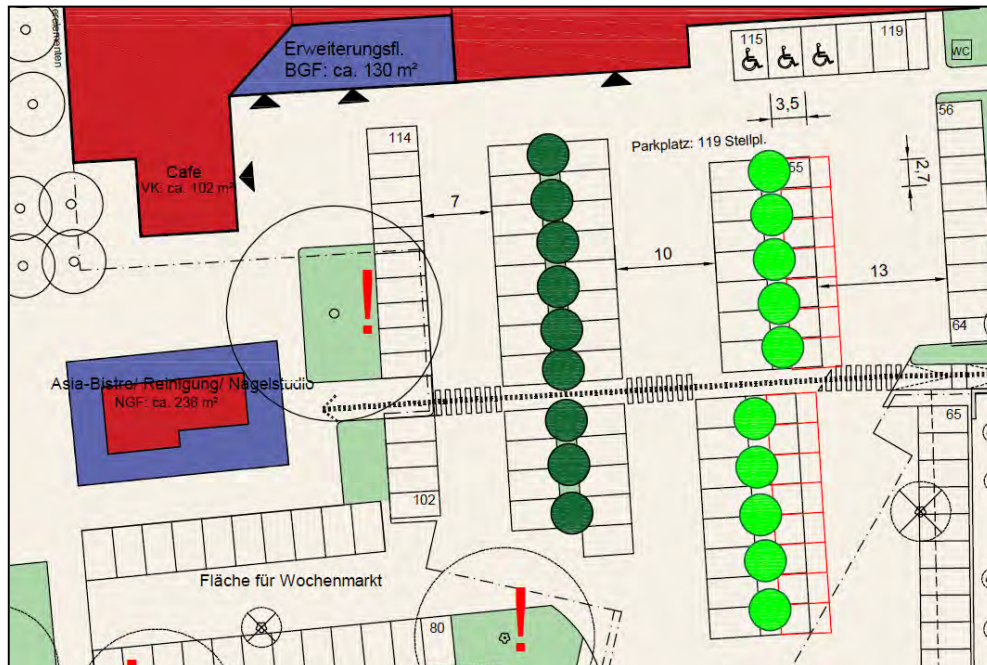 Erweiterungsfl.
BGF: ca. 130 m²
115
119
WC
3,5
56
114
Parkplatz: 119 Stellpl.
55
2,7
Cafe
VK: ca. 102 m²
7
10
13
64
Asia-Bistro/ Reinigung/ Nagelstudio
NGF: ca. 236 m²
65
102
Fläche für Wochenmarkt
80